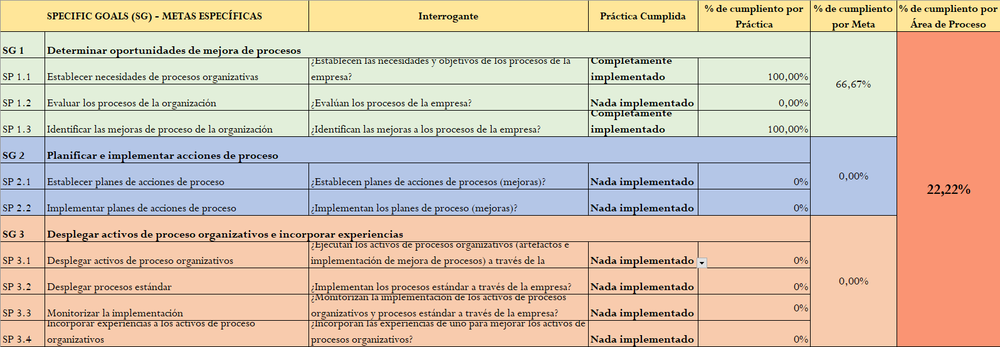 SPECIFIC GOALS (SG) - METAS ESPECÍFICAS
Interrogante
Práctica Cumplida
% de cumpliento por
Práctica
% de cumpliento
por Meta
% de cumpliento por
Área de Proceso
SG 1 Determinar oportunidades de mejora de procesos
66,67%
22,22%
SP 1.1 Establecer necesidades de procesos organizativas
¿Establecen las necesidades y objetivos de los procesos de la
empresa?
Completamente
implementado
100,00%
SP 1.2 Evaluar los procesos de la organización
¿Evalúan los procesos de la empresa?
Nada implementado
0,00%
SP 1.3 Identificar las mejoras de proceso de la organización
¿Identifican las mejoras a los procesos de la empresa?
Completamente
implementado
100,00%
SG 2 Planificar e implementar acciones de proceso
0,00%
SP 2.1 Establecer planes de acciones de proceso
¿Establecen planes de acciones de procesos (mejoras)?
Nada implementado
0%
SP 2.2 Implementar planes de acciones de proceso
¿Implementan los planes de proceso (mejoras)?
Nada implementado
0%
SG 3 Desplegar activos de proceso organizativos e incorporar experiencias
0,00%
SP 3.1 Desplegar activos de proceso organizativos
¿Ejecutan los activos de procesos organizativos (artefactos e
implementación de mejora de procesos) a través de la
Nada implementado
0%
SP 3.2 Desplegar procesos estándar
¿Implementan los procesos estándar a través de la empresa?
Nada implementado
0%
SP 3.3 Monitorizar la implementación
¿Monitorizan la implementación de los activos de procesos
organizativos y procesos estándar a través de la empresa?
Nada implementado
0%
SP 3.4 Incorporar experiencias a los activos de proceso
organizativos
¿Incorporan las experiencias de uno para mejorar los activos de
procesos organizativos?
Nada implementado
0%